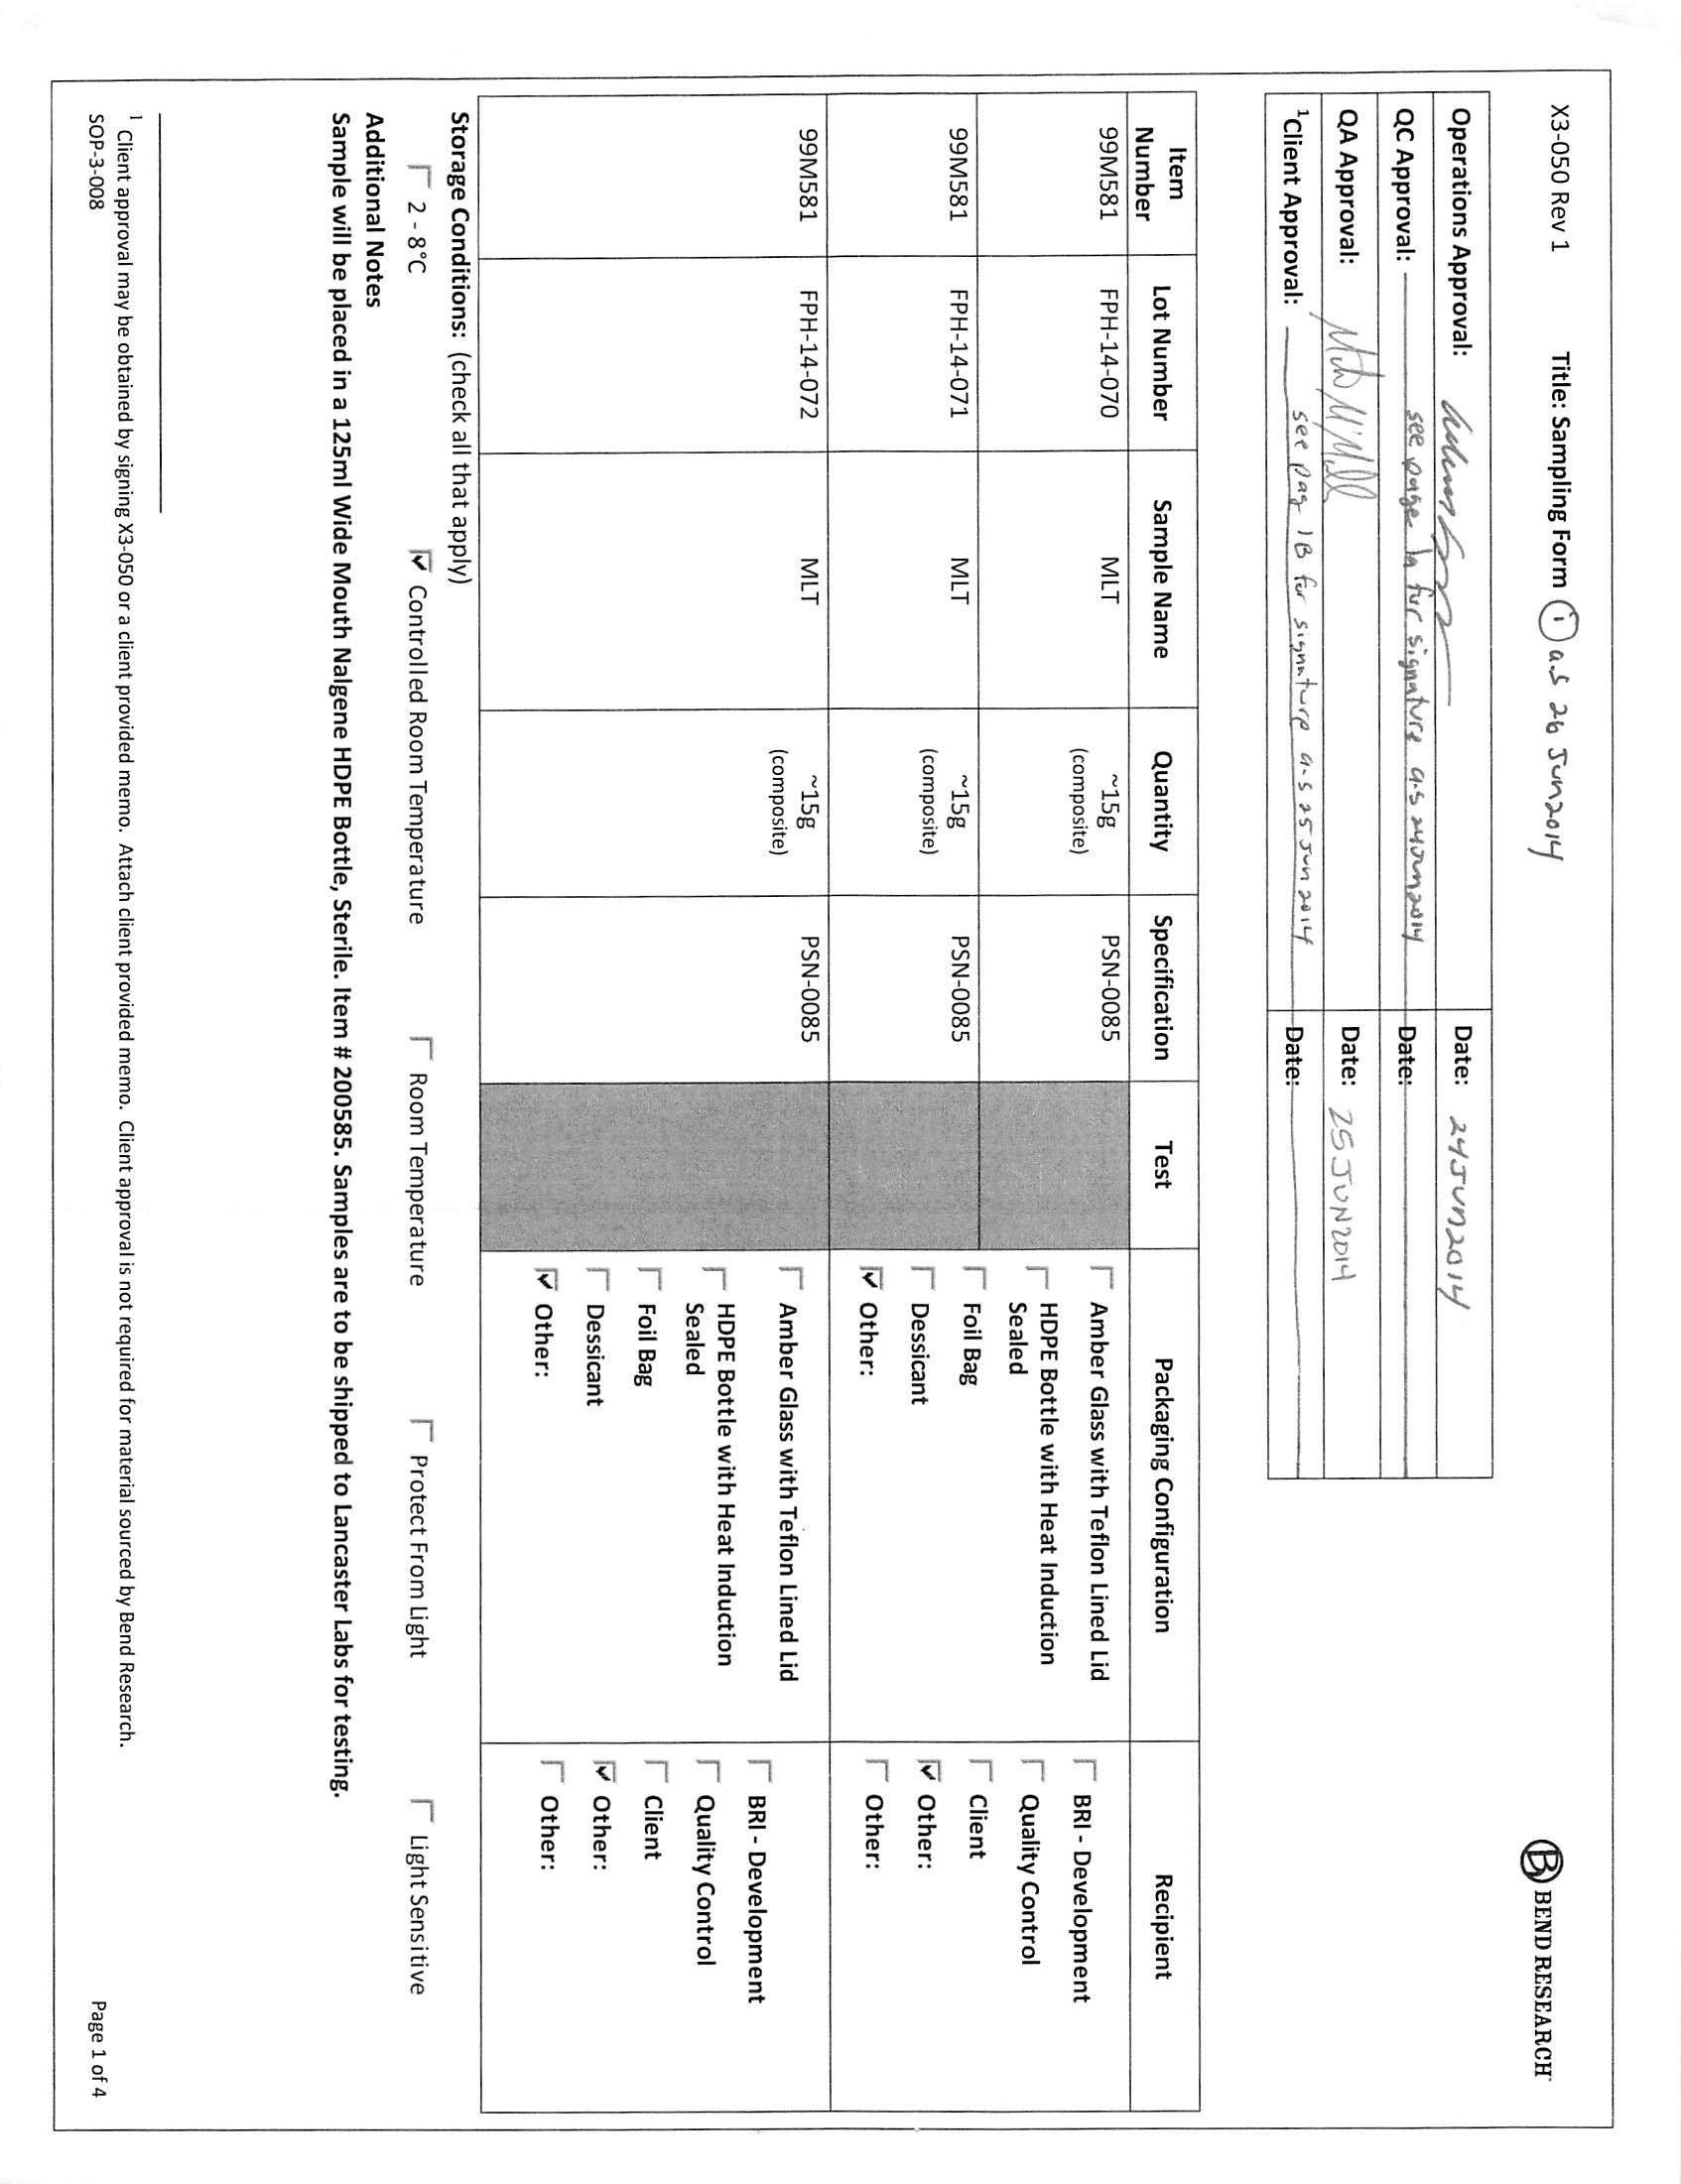 X3-050 Rev 1 Title: Sampling Form 1 a.s 26 Jun2014
BEND RESEARCH
Operations Approval: Date: 24Jun2014
QC Approval: see page 1a for signature a.s 24Jun2014 Date:
QA Approval: Date: 25JUN2014
1Client Approval: see pag 1B for signature a.s 25Jun2014 Date:
Item Number Lot Number Sample Name Quantity Specification Test Packaging Configuration Recipient
99M581 FPH-14-070 MLT ~15g (composite) PSN-0085
99M581 FPH-14-071 MLT ~15g (composite) PSN-0085
Amber Glass with Teflon Lined Lid
HDPE Bottle with Heat Induction
Sealed
Foil Bag
Dessicant
Other:
BRI - Development
Quality Control
Client
Other:
Other:
99M581 FPH-14-072 MLT ~15g (composite) PSN-0085
Amber Glass with Teflon Lined Lid
HDPE Bottle with Heat Induction
Sealed
Foil Bag
Dessicant
Other:
BRI - Development
Quality Control
Client
Other:
Other:
Storage Conditions: (check all that apply)
2 - 8°C Controlled Room Temperature Room Temperature Protect From Light Light Sensitive
Additional Notes
Sample will be placed in a 125ml Wide Mouth Nalgene HDPE Bottle, Sterile. Item # 200585. Samples are to be shipped to Lancaster Labs for testing.
1 Client approval may be obtained by signing X3-050 or a client provided memo. Attach client provided memo. Client approval is not required for material sourced by Bend Research.
SOP-3-008
Page 1 of 4